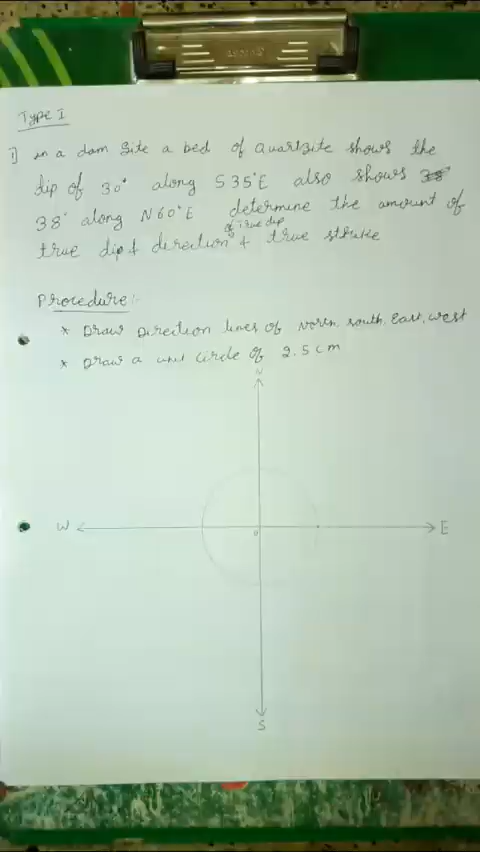 Type I
1] in a dam site a bed of quartzite shows the
dip of 30° along S35°E also shows
38° along N60°E determine the amount of
true dip & direction of true dip & true strike
Procedure:-
* Draw Direction lines of North, south, East, west
* Draw a unit circle of 2.5 cm
N
W
E
S